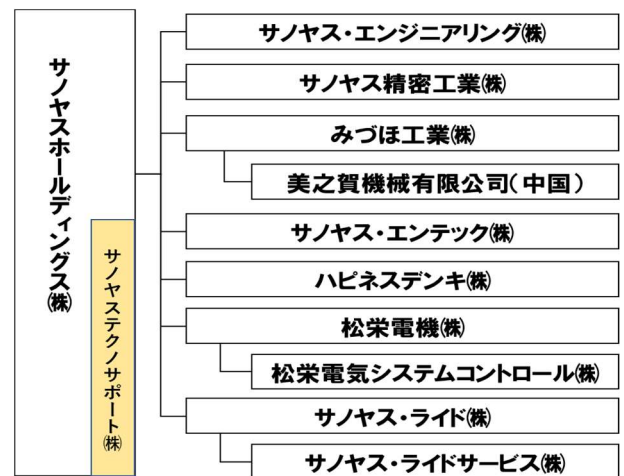 サノヤスホールディングス㈱
サノヤステクノサポート㈱
サノヤス・エンジニアリング㈱
サノヤス精密工業㈱
みづほ工業㈱
美之賀機械有限公司(中国)
サノヤス・エンテック㈱
ハピネスデンキ㈱
松栄電機㈱
松栄電気システムコントロール㈱
サノヤス・ライド㈱
サノヤス・ライドサービス㈱